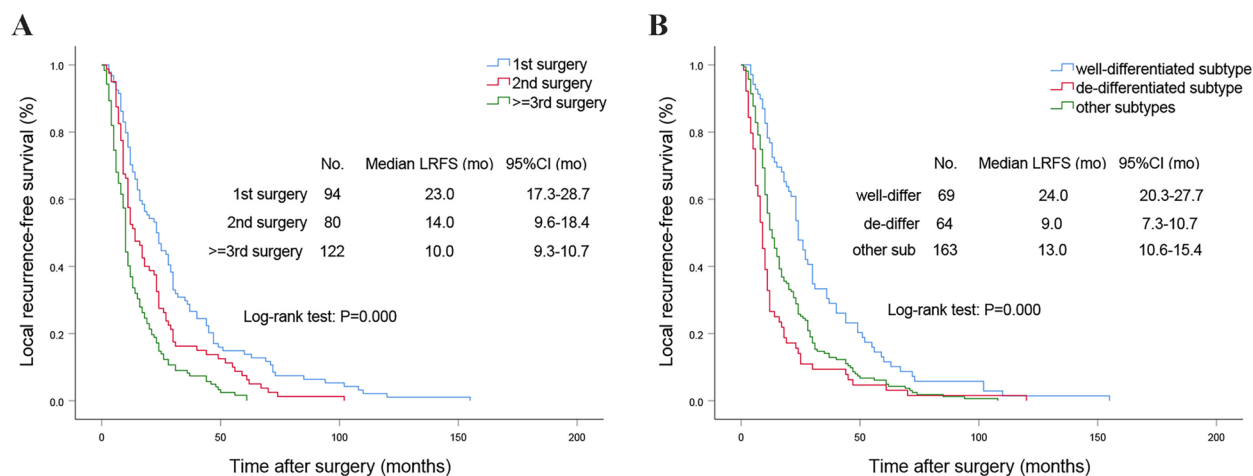 A
Local recurrence-free survival (%)
1.0
0.8
0.6
0.4
0.2
0.0
1st surgery
2nd surgery
>=3rd surgery
No. Median LRFS (mo) 95%CI (mo)
1st surgery 94 23.0 17.3-28.7
2nd surgery 80 14.0 9.6-18.4
>=3rd surgery 122 10.0 9.3-10.7
Log-rank test: P=0.000
0 50 100 150 200
Time after surgery (months)
B
Local recurrence-free survival (%)
1.0
0.8
0.6
0.4
0.2
0.0
well-differentiated subtype
de-differentiated subtype
other subtypes
No. Median LRFS (mo) 95%CI (mo)
well-differ 69 24.0 20.3-27.7
de-differ 64 9.0 7.3-10.7
other sub 163 13.0 10.6-15.4
Log-rank test: P=0.000
0 50 100 150 200
Time after surgery (months)